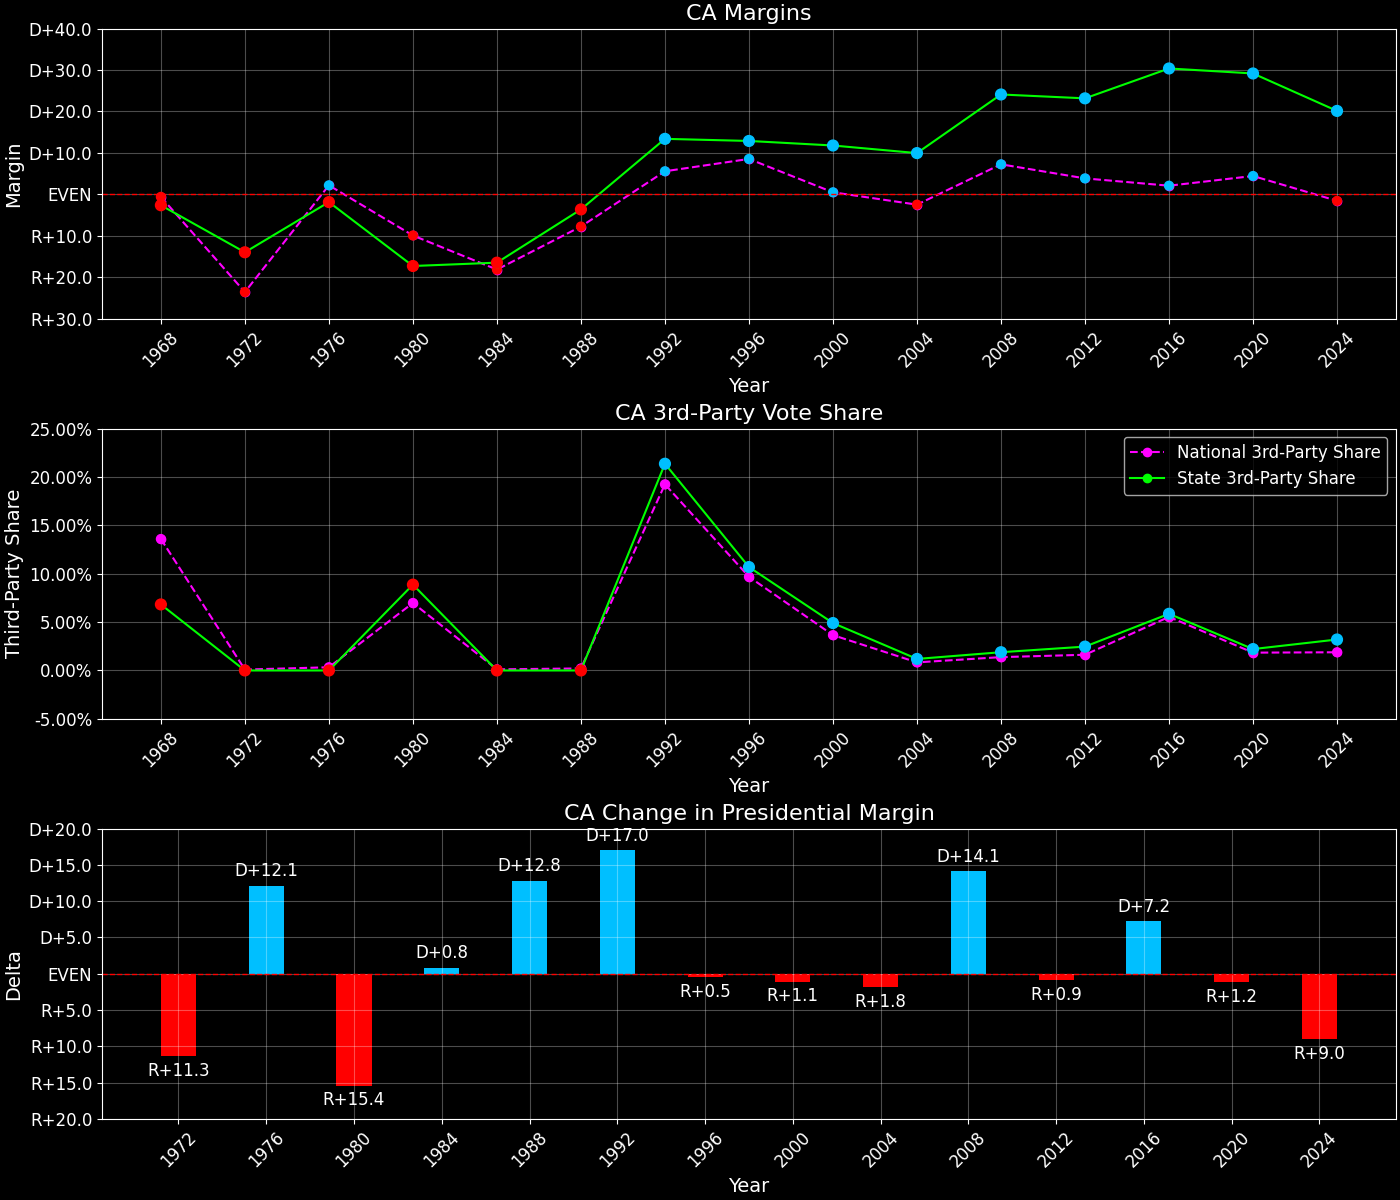 CA Margins
D+40.0
D+30.0
D+20.0
D+10.0
EVEN
R+10.0
R+20.0
R+30.0
Margin
1968 1972 1976 1980 1984 1988 1992 1996 2000 2004 2008 2012 2016 2020 2024
Year
CA 3rd-Party Vote Share
25.00%
20.00%
15.00%
10.00%
5.00%
0.00%
-5.00%
Third-Party Share
National 3rd-Party Share
State 3rd-Party Share
1968 1972 1976 1980 1984 1988 1992 1996 2000 2004 2008 2012 2016 2020 2024
Year
CA Change in Presidential Margin
D+20.0
D+15.0
D+10.0
D+5.0
EVEN
R+5.0
R+10.0
R+15.0
R+20.0
Delta
R+11.3
D+12.1
R+15.4
D+0.8
D+12.8
D+17.0
R+0.5
R+1.1
R+1.8
D+14.1
R+0.9
D+7.2
R+1.2
R+9.0
1972 1976 1980 1984 1988 1992 1996 2000 2004 2008 2012 2016 2020 2024
Year